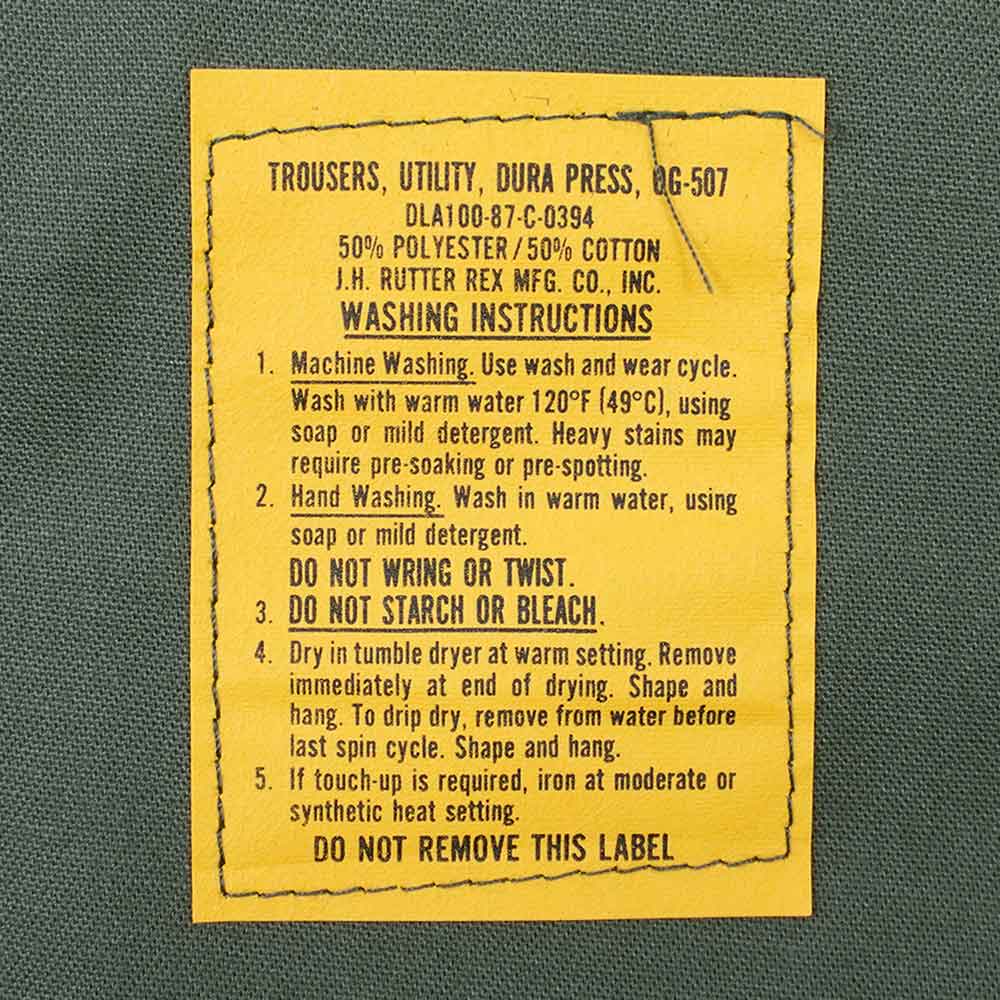 TROUSERS, UTILITY, DURA PRESS, OG-507
DLA100-87-C-0394
50% POLYESTER/50% COTTON
J.H. RUTTER REX MFG. CO., INC.
WASHING INSTRUCTIONS
1. Machine Washing. Use wash and wear cycle.
Wash with warm water 120°F (49°C), using
soap or mild detergent. Heavy stains may
require pre-soaking or pre-spotting.
2. Hand Washing. Wash in warm water, using
soap or mild detergent.
DO NOT WRING OR TWIST.
3. DO NOT STARCH OR BLEACH.
4. Dry in tumble dryer at warm setting. Remove
immediately at end of drying. Shape and
hang. To drip dry, remove from water before
last spin cycle. Shape and hang.
5. If touch-up is required, iron at moderate or
synthetic heat setting.
DO NOT REMOVE THIS LABEL